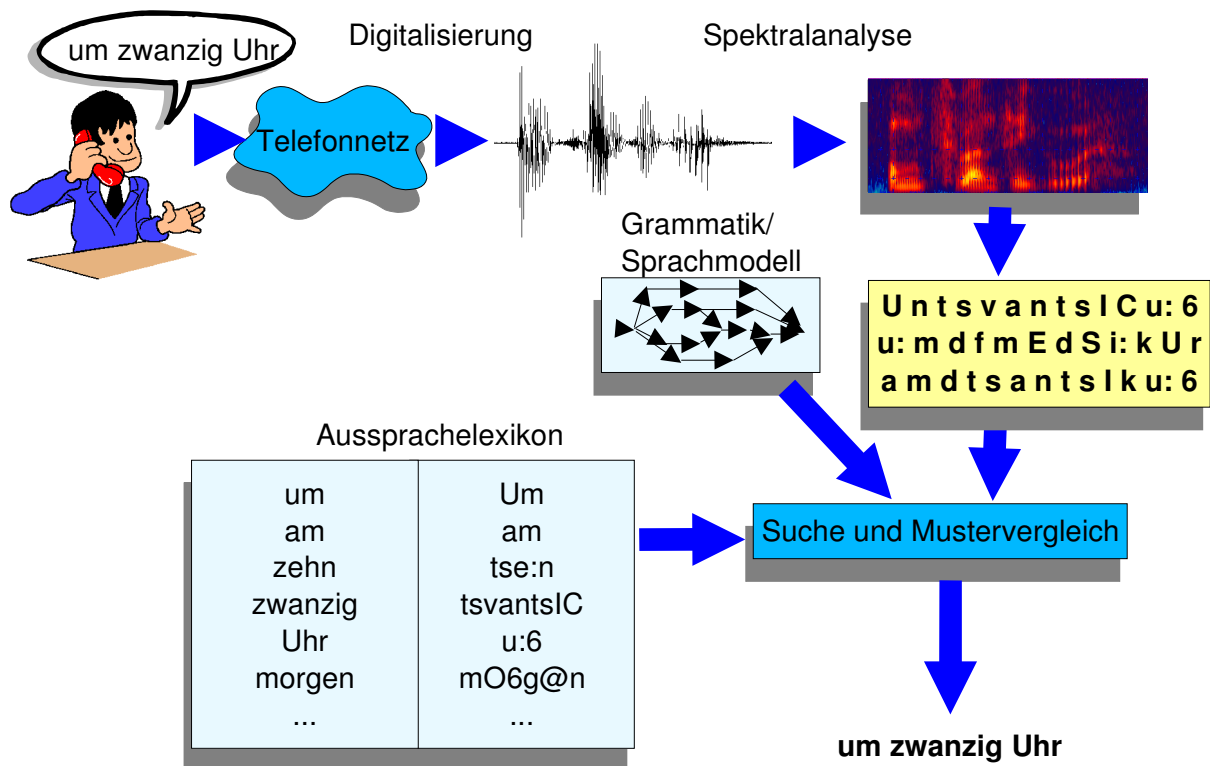 um zwanzig Uhr
Digitalisierung
Spektralanalyse
Telefonnetz
Grammatik/
Sprachmodell
U n t s v a n t s I C u: 6
u: m d f m E d S i: k U r
a m d t s a n t s I k u: 6
Aussprachelexikon
um Um
am am
zehn tse:n
zwanzig tsvantsIC
Uhr u:6
morgen mO6g@n
... ...
Suche und Mustervergleich
um zwanzig Uhr